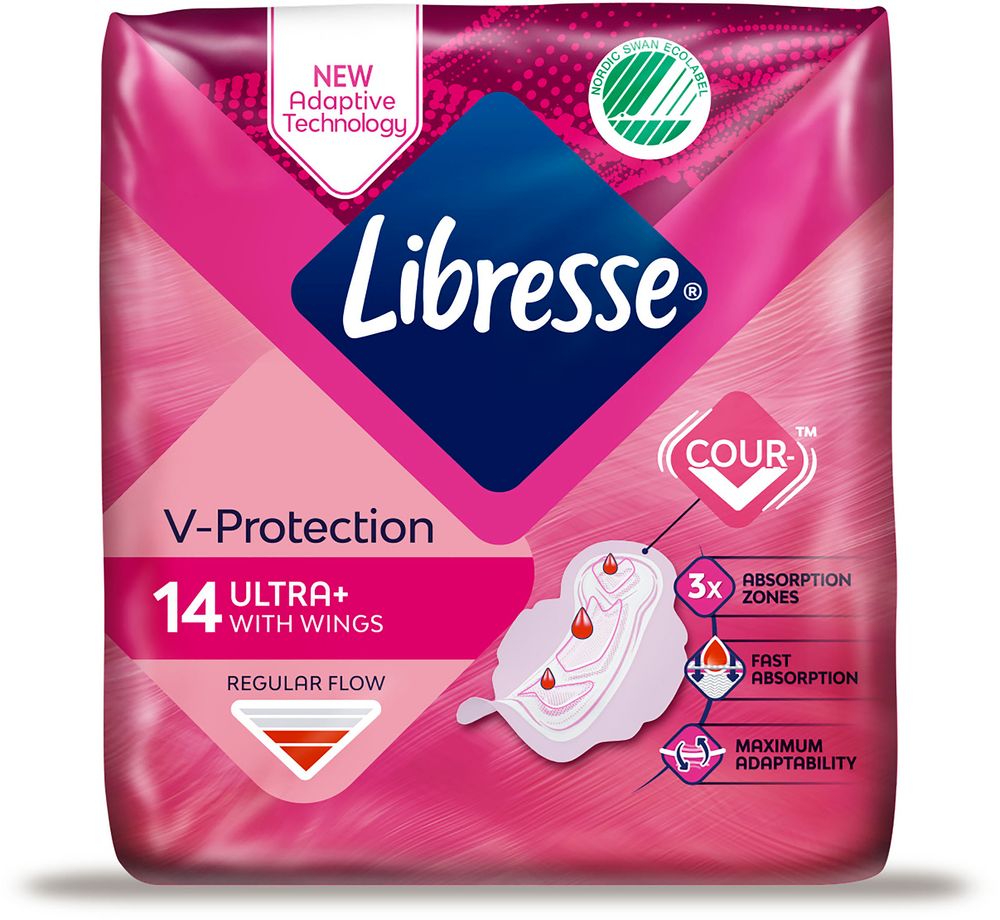 NEW
Adaptive
Technology
NORDIC SWAN ECOLABEL
Libresse®
COUR-V™
V-Protection
14 ULTRA+
WITH WINGS
REGULAR FLOW
3x ABSORPTION
ZONES
FAST
ABSORPTION
MAXIMUM
ADAPTABILITY